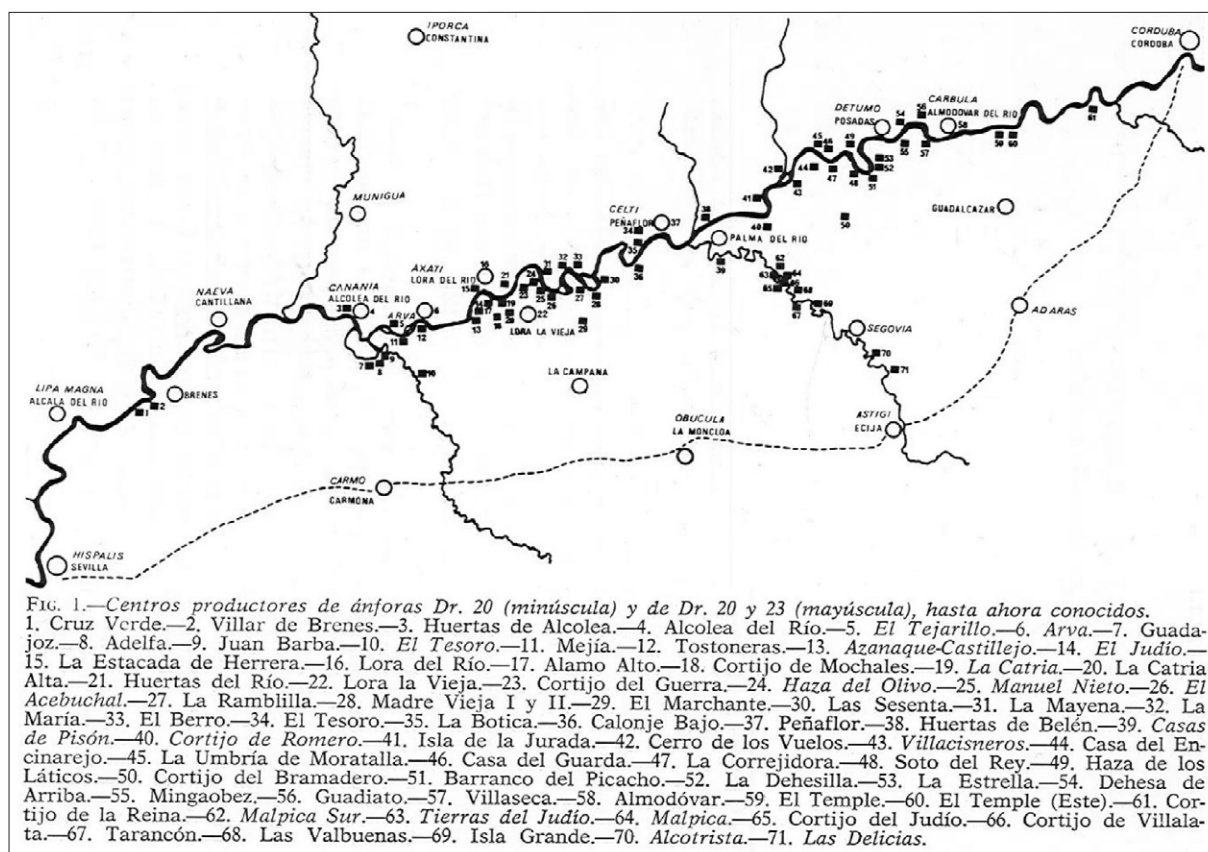 IPORCA
CONSTANTINA
CORDUBA
CORDOBA
DETUMO
POSADAS
CARBULA
ALMODOVAR DEL RIO
MUNIGUA
CELTI
PEÑAFLOR
PALMA DEL RIO
GUADALCAZAR
AXATI
LORA DEL RIO
NAEVA
CANTILLANA
CANANIA
ALCOLEA DEL RIO
ARVA
LORA LA VIEJA
SEGOVIA
ADARAS
LIPA MAGNA
ALCALA DEL RIO
BRENES
LA CAMPANA
OBUCULA
LA MONCLOA
ASTIGI
ECIJA
CARMO
CARMONA
HISPALIS
SEVILLA
FIG. 1.—Centros productores de ánforas Dr. 20 (minúscula) y de Dr. 20 y 23 (mayúscula), hasta ahora conocidos.
1, Cruz Verde.—2, Villar de Brenes.—3. Huertas de Alcolea.—4. Alcolea del Río.—5. El Tejarillo.—6. Arva.—7. Guada-
joz.—8. Adelfa.—9. Juan Barba.—10. El Tesoro.—11. Mejía.—12. Tostoneras.—13. Azanaque-Castillejo.—14. El Judío.—
15. La Estacada de Herrera.—16. Lora del Río.—17. Alamo Alto.—18. Cortijo de Mochales.—19. La Catria.—20. La Catria
Alta.—21. Huertas del Río.—22. Lora la Vieja.—23. Cortijo del Guerra.—24. Haza del Olivo.—25. Manuel Nieto.—26. El
Acebuchal.—27. La Ramblilla.—28. Madre Vieja I y II.—29. El Marchante.—30. Las Sesenta.—31. La Mayena.—32. La
María.—33. El Berro.—34. El Tesoro.—35. La Botica.—36. Calonje Bajo.—37. Peñaflor.—38. Huertas de Belén.—39. Casas
de Pisón.—40. Cortijo de Romero.—41. Isla de la Jurada.—42. Cerro de los Vuelos.—43. Villacisneros.—44. Casa del En-
cinarejo.—45. La Umbría de Moratalla.—46. Casa del Guarda.—47. La Correjidora.—48. Soto del Rey.—49. Haza de los
Láticos.—50. Cortijo del Bramadero.—51. Barranco del Picacho.—52. La Dehesilla.—53. La Estrella.—54. Dehesa de
Arriba.—55. Mingaobez.—56. Guadiato.—57. Villaseca.—58. Almodóvar.—59. El Temple.—60. El Temple (Este).—61. Cor-
tijo de la Reina.—62. Malpica Sur.—63. Tierras del Judío.—64. Malpica.—65. Cortijo del Judío.—66. Cortijo de Villala-
ta.—67. Tarancón.—68. Las Valbuenas.—69. Isla Grande.—70. Alcotrista.—71. Las Delicias.